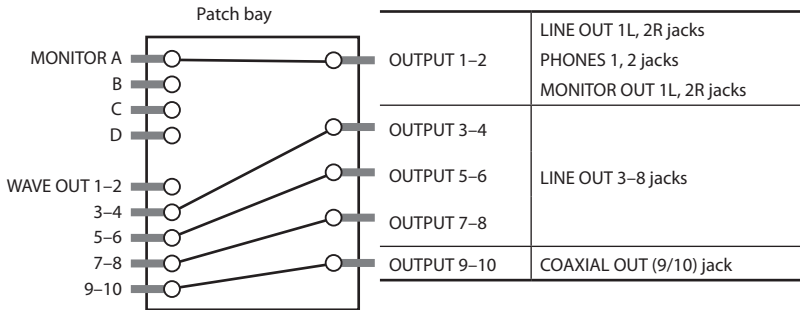 Patch bay
MONITOR A
B
C
D
WAVE OUT 1–2
3–4
5–6
7–8
9–10
OUTPUT 1–2
LINE OUT 1L, 2R jacks
PHONES 1, 2 jacks
MONITOR OUT 1L, 2R jacks
OUTPUT 3–4
OUTPUT 5–6
OUTPUT 7–8
LINE OUT 3–8 jacks
OUTPUT 9–10
COAXIAL OUT (9/10) jack